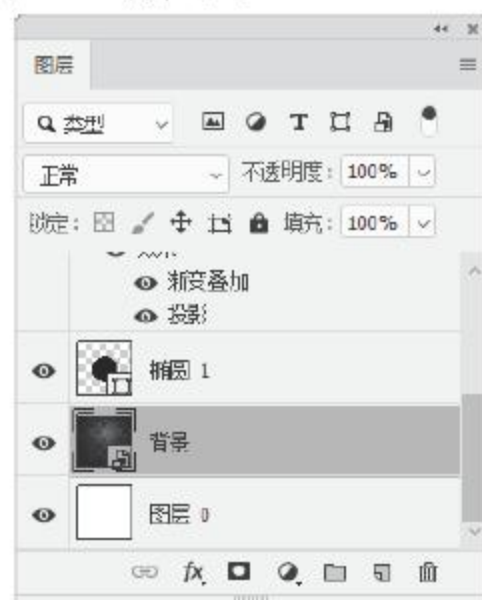 图层
类型
正常 不透明度: 100%
锁定: 填充: 100%
渐变叠加
投影
椭圆 1
背景
图层 0
fx